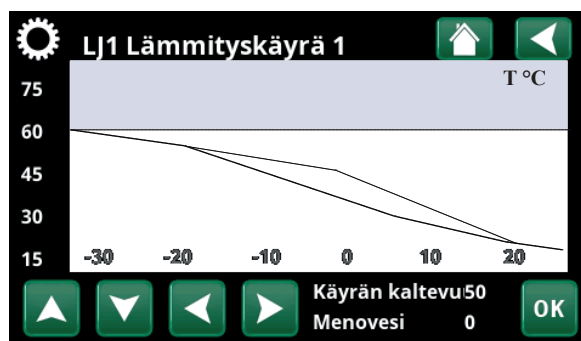 LJ1 Lämmityskäyrä 1
T °C
75
60
45
30
15
-30 -20 -10 0 10 20
Käyrän kaltevu 50
Menovesi 0
OK